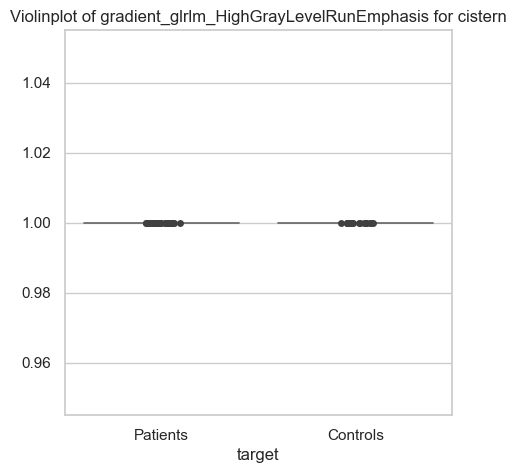 Violinplot of gradient_glrlm_HighGrayLevelRunEmphasis for cistern
1.04
1.02
1.00
0.98
0.96
Patients Controls
target